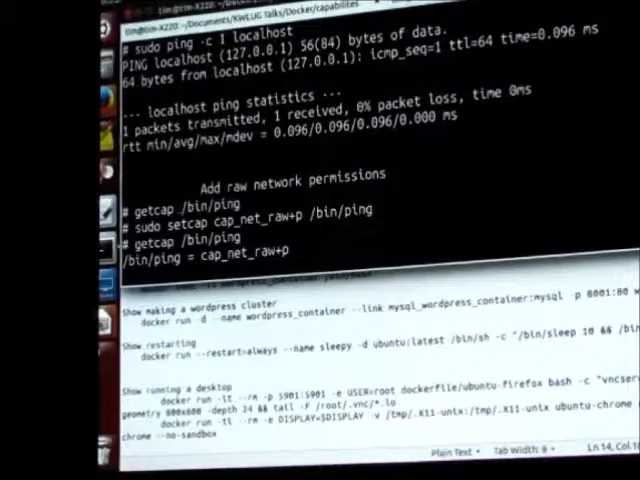 tim@tim-X220: ~/Documents/KWLUG Talks/Docker/capabilites
# sudo ping -c 1 localhost
PING localhost (127.0.0.1) 56(84) bytes of data.
64 bytes from localhost (127.0.0.1): icmp_seq=1 ttl=64 time=0.096 ms
--- localhost ping statistics ---
1 packets transmitted, 1 received, 0% packet loss, time 0ms
rtt min/avg/max/mdev = 0.096/0.096/0.096/0.000 ms
Add raw network permissions
# getcap /bin/ping
# sudo setcap cap_net_raw+p /bin/ping
# getcap /bin/ping
/bin/ping = cap_net_raw+p
Show making a wordpress cluster
docker run -d --name wordpress_container --link mysql_wordpress_container:mysql -p 8001:80
Show restarting
docker run --restart=always --name sleepy -d ubuntu:latest /bin/sh -c "/bin/sleep 10 &&
Show running a desktop
docker run -it --rm -p 5901:5901 -e USER=root dockerfile/ubuntu-firefox bash -c
geometry 800x600 -depth 24 && tail -F /root/.vnc/*.lo
docker run -ti --rm -e DISPLAY=$DISPLAY -v /tmp/.X11-unix:/tmp/.X11-unix ubuntu-chrome
chrome --no-sandbox
Plain Text
Tab Width: 8
Ln 14,